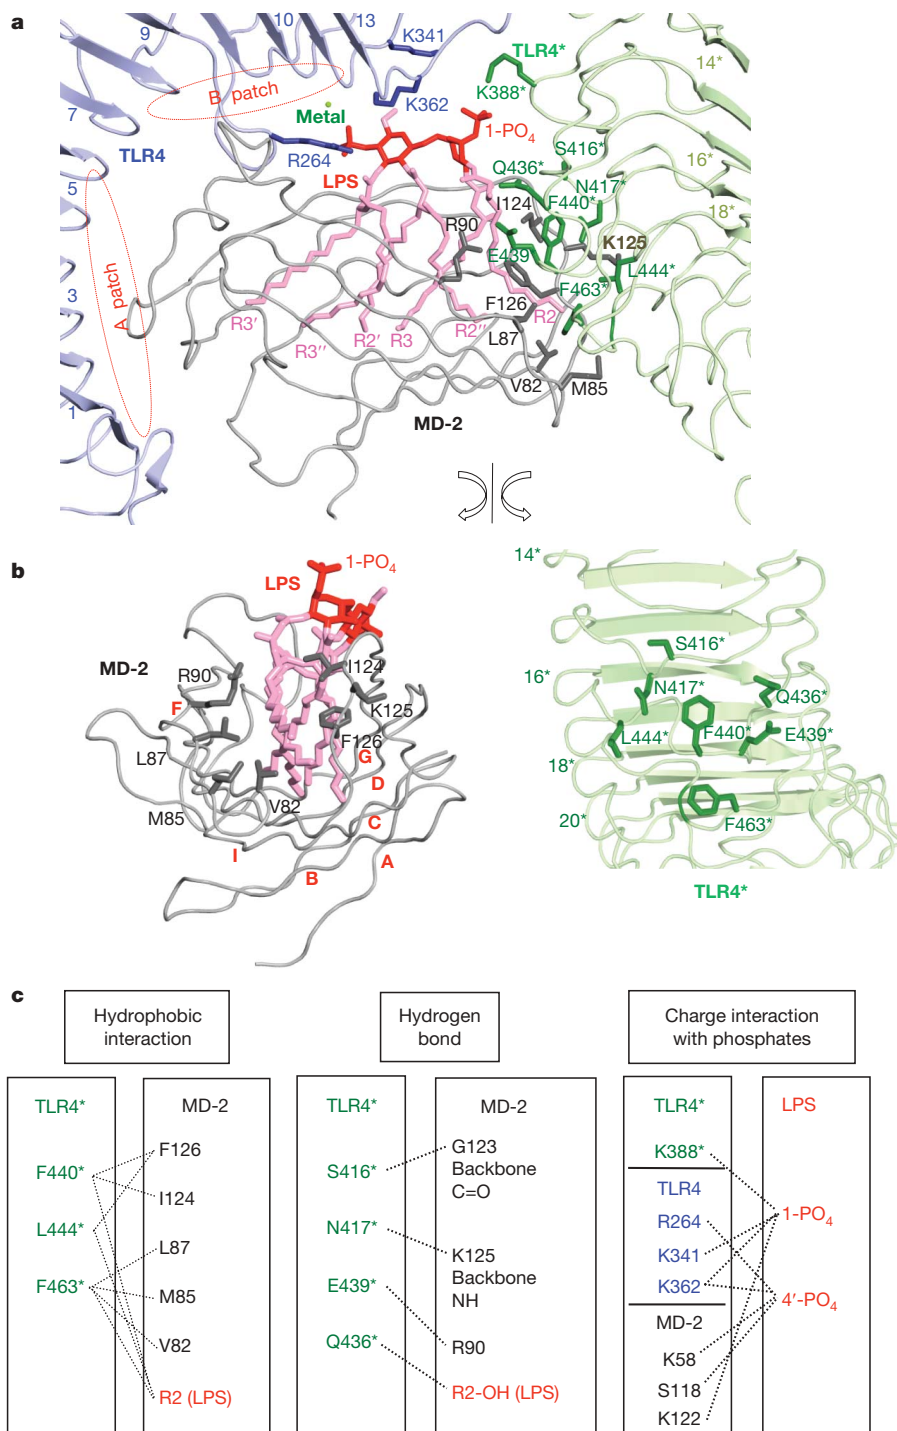 a
9
10
13
K341
TLR4*
K388*
14*
B patch
K362
Metal
7
TLR4
R264
1-PO4
S416*
Q436*
16*
LPS
5
I124
N417*
F440*
18*
R90
E439
K125
L444*
A patch
F463*
3
R3′
F126
R2
R3′′
R2′
R3
R2′′
L87
V82
M85
1
MD-2
b
1-PO4
LPS
14*
MD-2
S416*
I124
R90
16*
N417*
Q436*
K125
F
F126
L444*
F440*
E439*
L87
G
18*
D
V82
M85
C
20*
F463*
I
A
B
TLR4*
c
Hydrophobic
interaction
Hydrogen
bond
Charge interaction
with phosphates
TLR4*
MD-2
TLR4*
MD-2
TLR4*
LPS
F440*
L444*
F463*
F126
I124
L87
M85
V82
R2 (LPS)
S416*
N417*
E439*
Q436*
G123
Backbone
C=O
K125
Backbone
NH
R90
R2-OH (LPS)
K388*
TLR4
R264
K341
K362
MD-2
K58
S118
K122
1-PO4
4′-PO4